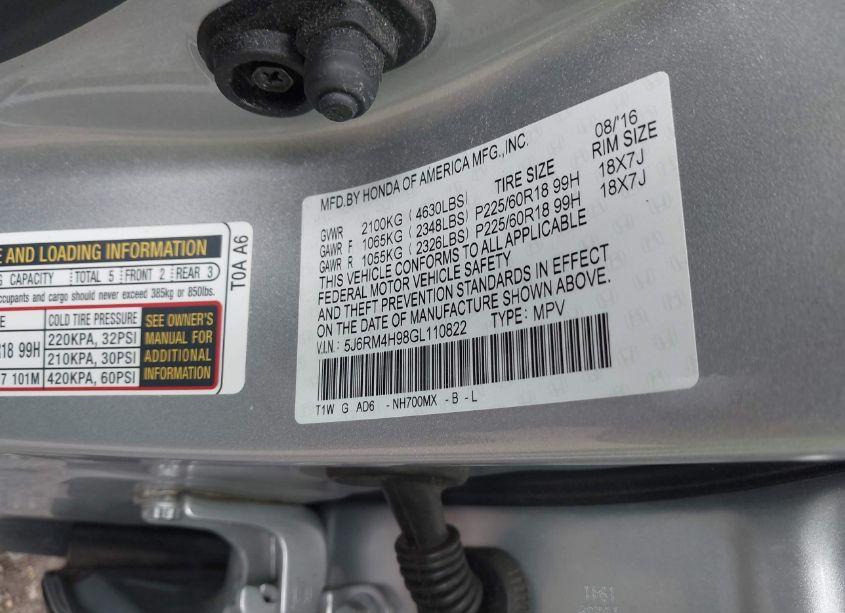 MFD.BY HONDA OF AMERICA MFG.,INC. 08/'16
TIRE SIZE RIM SIZE
GVWR 2100KG ( 4630LBS)
GAWR F 1065KG ( 2348LBS) P225/60R18 99H 18X7J
GAWR R 1055KG ( 2326LBS) P225/60R18 99H 18X7J
THIS VEHICLE CONFORMS TO ALL APPLICABLE
FEDERAL MOTOR VEHICLE SAFETY
AND THEFT PREVENTION STANDARDS IN EFFECT
ON THE DATE OF MANUFACTURE SHOWN ABOVE.
V.I.N: 5J6RM4H98GL110822 TYPE: MPV
T1W G AD6 -NH700MX -B -L
AND LOADING INFORMATION
CAPACITY TOTAL 5 FRONT 2 REAR 3
and cargo should never exceed 385kg or 850lbs.
COLD TIRE PRESSURE SEE OWNER'S
R18 99H 220KPA, 32PSI MANUAL FOR
210KPA, 30PSI ADDITIONAL
101M 420KPA, 60PSI INFORMATION
T0A A6